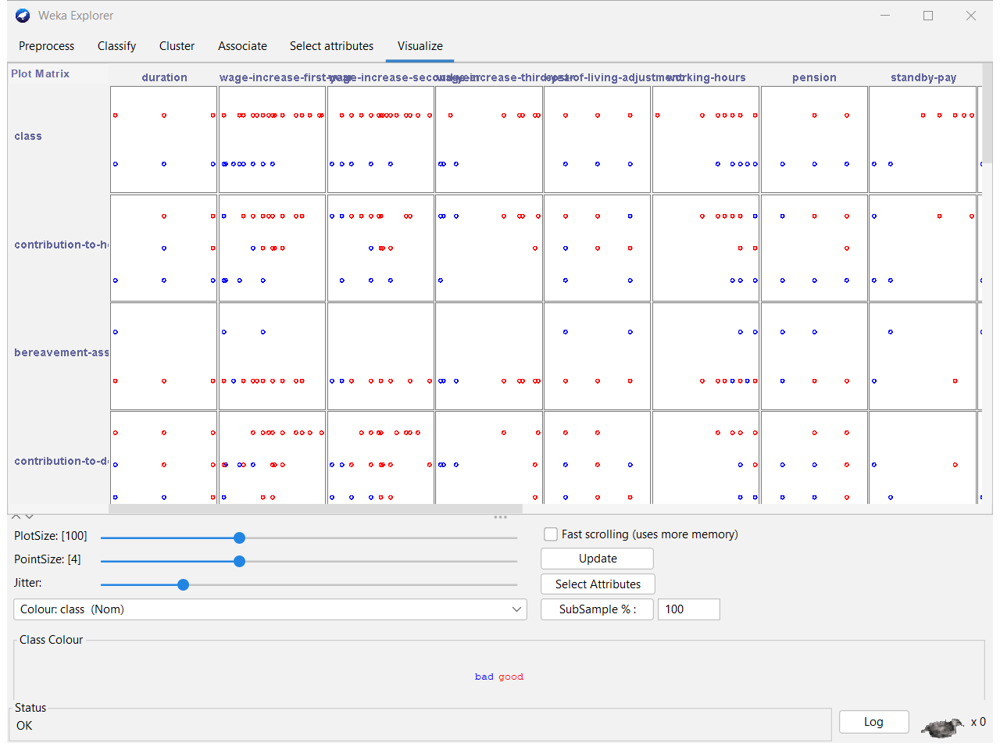 Weka Explorer
Preprocess Classify Cluster Associate Select attributes Visualize
Plot Matrix
duration wage-increase-first-year wage-increase-second-year wage-increase-third-year cost-of-living-adjustment working-hours pension standby-pay
class
contribution-to-he
bereavement-ass
contribution-to-de
PlotSize: [100]
Fast scrolling (uses more memory)
PointSize: [4]
Update
Jitter:
Select Attributes
Colour: class (Nom)
SubSample % : 100
Class Colour
bad good
Status
OK
Log
x 0